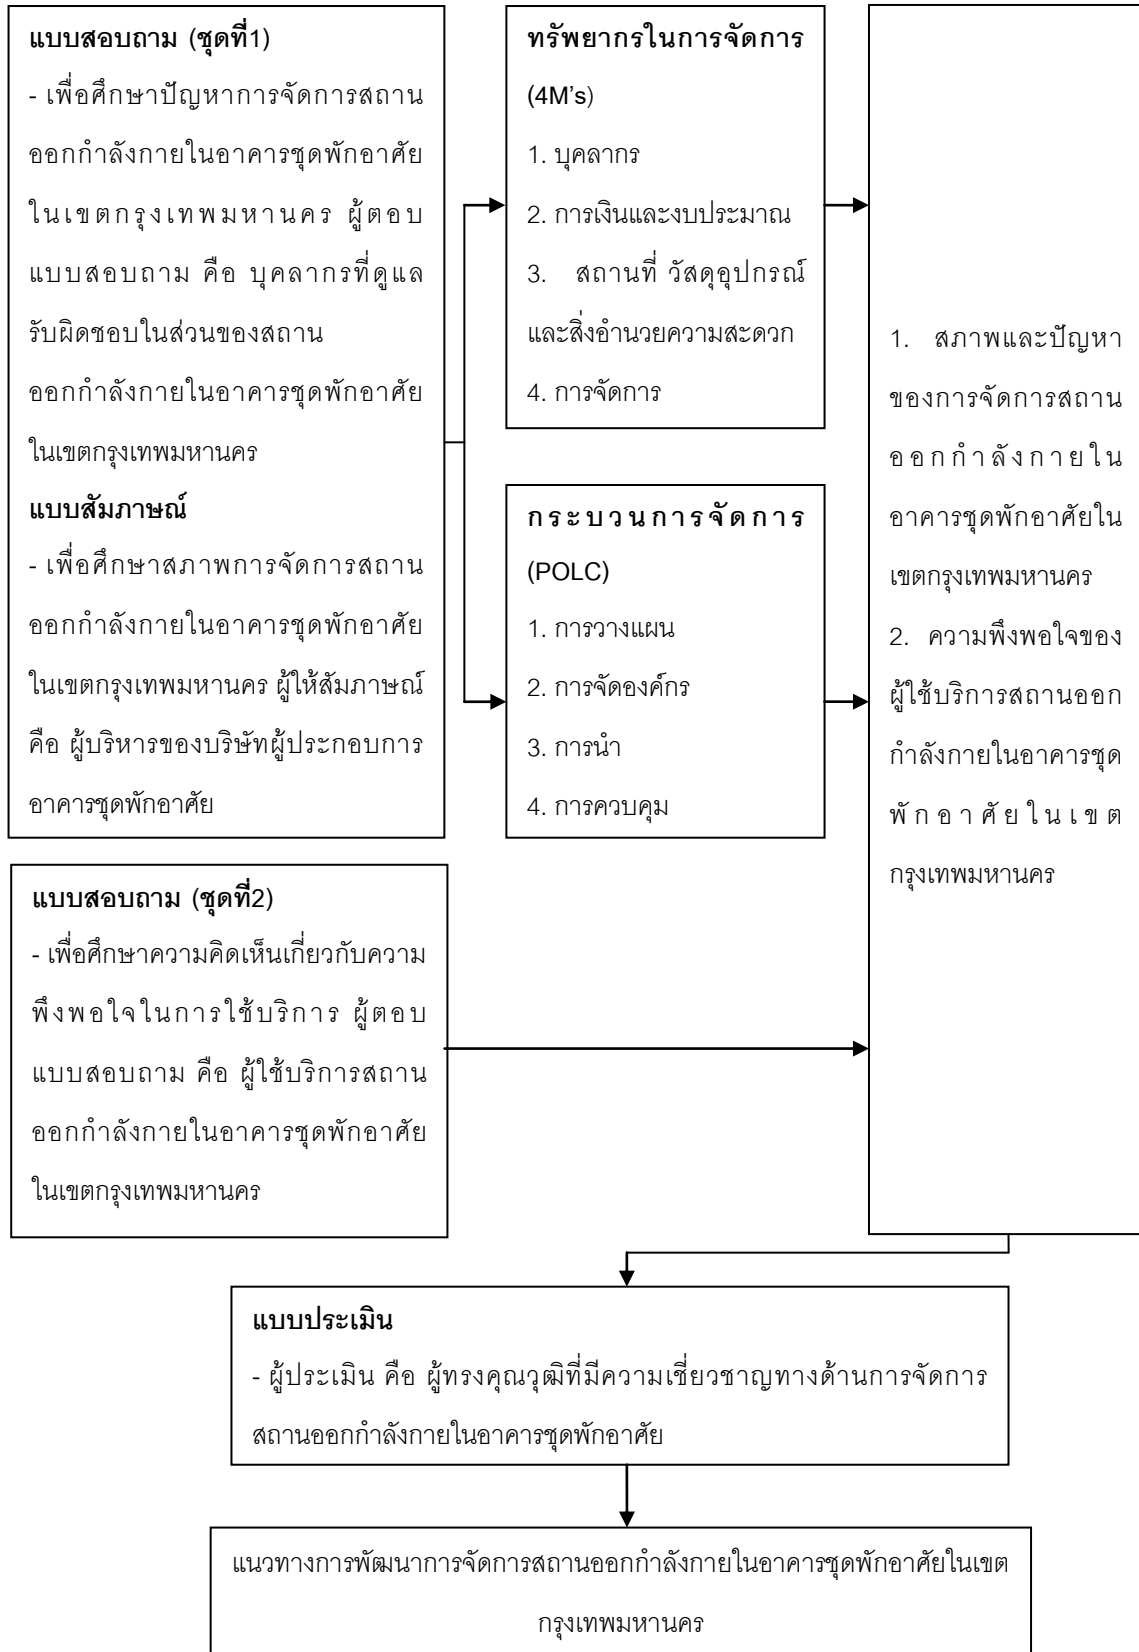 แบบสอบถาม (ชุดที่1)
- เพื่อศึกษาปัญหาการจัดการสถาน
ออกกำลังกายในอาคารชุดพักอาศัย
ในเขตกรุงเทพมหานคร ผู้ตอบ
แบบสอบถาม คือ บุคลากรที่ดูแล
รับผิดชอบในส่วนของสถาน
ออกกำลังกายในอาคารชุดพักอาศัย
ในเขตกรุงเทพมหานคร
แบบสัมภาษณ์
- เพื่อศึกษาสภาพการจัดการสถาน
ออกกำลังกายในอาคารชุดพักอาศัย
ในเขตกรุงเทพมหานคร ผู้ให้สัมภาษณ์
คือ ผู้บริหารของบริษัทผู้ประกอบการ
อาคารชุดพักอาศัย
ทรัพยากรในการจัดการ
(4M's)
1. บุคลากร
2. การเงินและงบประมาณ
3. สถานที่ วัสดุอุปกรณ์
และสิ่งอำนวยความสะดวก
4. การจัดการ
กระบวนการจัดการ
(POLC)
1. การวางแผน
2. การจัดองค์กร
3. การนำ
4. การควบคุม
1. สภาพและปัญหา
ของการจัดการสถาน
ออกกำลังกายใน
อาคารชุดพักอาศัยใน
เขตกรุงเทพมหานคร
2. ความพึงพอใจของ
ผู้ใช้บริการสถานออก
กำลังกายในอาคารชุด
พักอาศัยในเขต
กรุงเทพมหานคร
แบบสอบถาม (ชุดที่2)
- เพื่อศึกษาความคิดเห็นเกี่ยวกับความ
พึงพอใจในการใช้บริการ ผู้ตอบ
แบบสอบถาม คือ ผู้ใช้บริการสถาน
ออกกำลังกายในอาคารชุดพักอาศัย
ในเขตกรุงเทพมหานคร
แบบประเมิน
- ผู้ประเมิน คือ ผู้ทรงคุณวุฒิที่มีความเชี่ยวชาญทางด้านการจัดการ
สถานออกกำลังกายในอาคารชุดพักอาศัย
แนวทางการพัฒนาการจัดการสถานออกกำลังกายในอาคารชุดพักอาศัยในเขต
กรุงเทพมหานคร